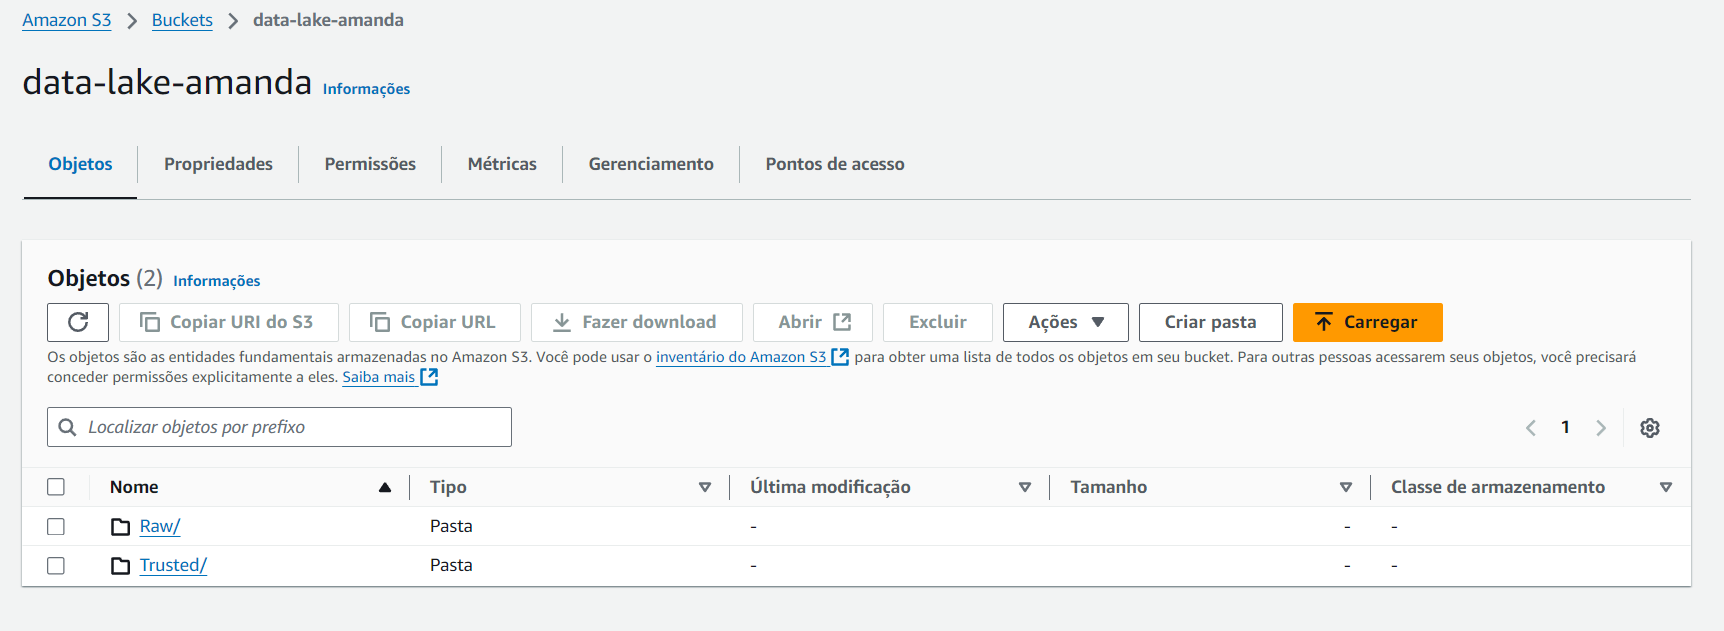 Amazon S3 > Buckets > data-lake-amanda
data-lake-amanda Informações
Objetos Propriedades Permissões Métricas Gerenciamento Pontos de acesso
Objetos (2) Informações
Copiar URI do S3 Copiar URL Fazer download Abrir Excluir Ações Criar pasta Carregar
Os objetos são as entidades fundamentais armazenadas no Amazon S3. Você pode usar o inventário do Amazon S3 para obter uma lista de todos os objetos em seu bucket. Para outras pessoas acessarem seus objetos, você precisará
conceder permissões explicitamente a eles. Saiba mais
Localizar objetos por prefixo 1
Nome Tipo Última modificação Tamanho Classe de armazenamento
Raw/ Pasta - - -
Trusted/ Pasta - - -